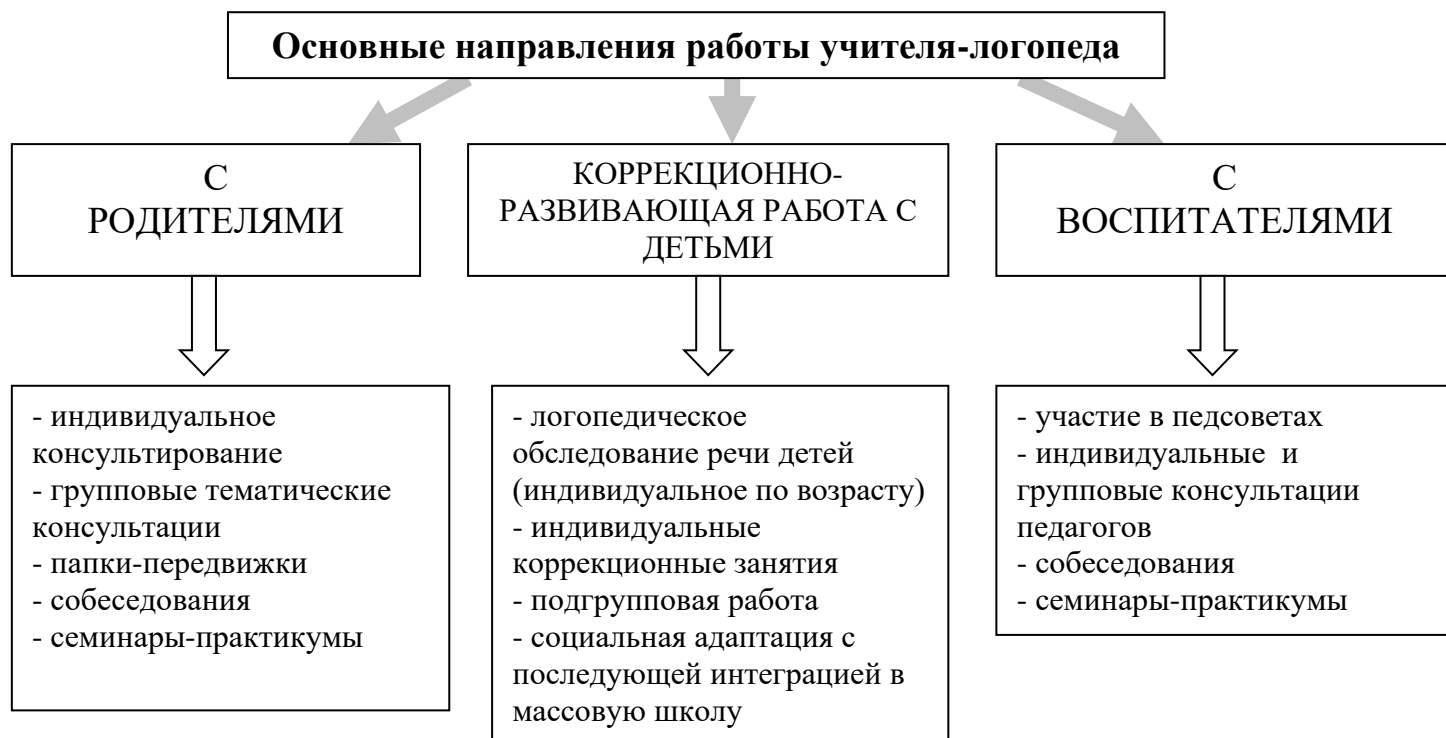 Основные направления работы учителя-логопеда
С
РОДИТЕЛЯМИ
КОРРЕКЦИОННО-
РАЗВИВАЮЩАЯ РАБОТА С
ДЕТЬМИ
С
ВОСПИТАТЕЛЯМИ
- индивидуальное
консультирование
- групповые тематические
консультации
- папки-передвижки
- собеседования
- семинары-практикумы
- логопедическое
обследование речи детей
(индивидуальное по возрасту)
- индивидуальные
коррекционные занятия
- подгрупповая работа
- социальная адаптация с
последующей интеграцией в
массовую школу
- участие в педсоветах
- индивидуальные  и
групповые консультации
педагогов
- собеседования
- семинары-практикумы